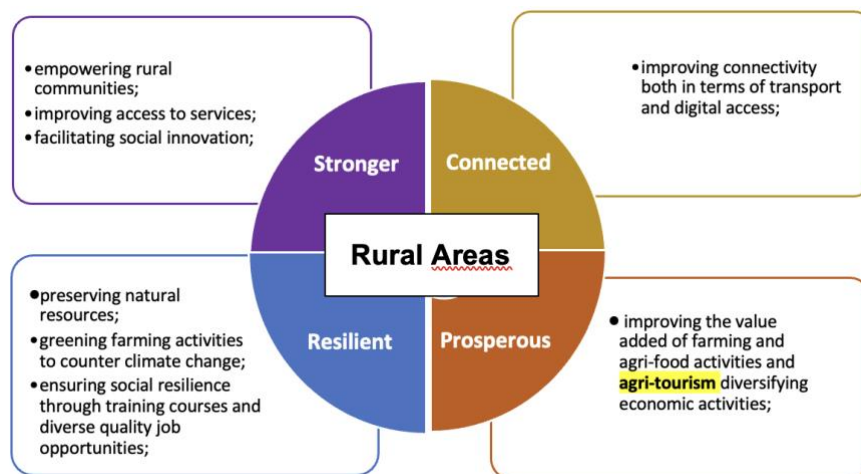 •empowering rural
communities;
•improving access to services;
•facilitating social innovation;
•improving connectivity
both in terms of transport
and digital access;
Stronger
Connected
Rural Areas
Resilient
Prosperous
•preserving natural
resources;
•greening farming activities
to counter climate change;
•ensuring social resilience
through training courses and
diverse quality job
opportunities;
• improving the value
added of farming and
agri-food activities and
agri-tourism diversifying
economic activities;